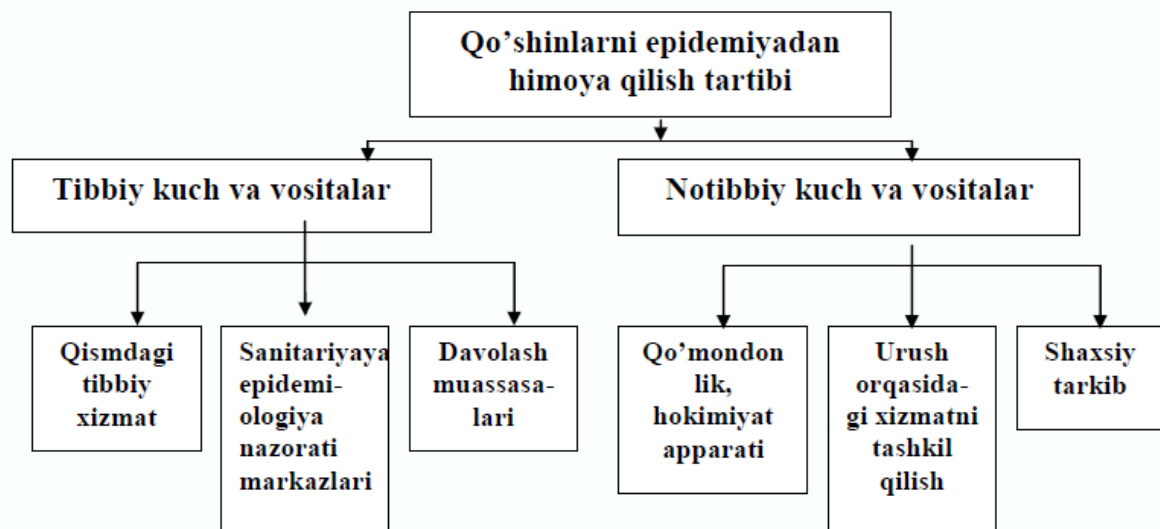 Qo’shinlarni epidemiyadan
himoya qilish tartibi
Tibbiy kuch va vositalar
Notibbiy kuch va vositalar
Qismdagi
tibbiy
xizmat
Sanitariyaya
epidemi-
ologiya
nazorati
markazlari
Davolash
muassasa-
lari
Qo’mondon
lik,
hokimiyat
apparati
Urush
orqasida-
gi xizmatni
tashkil
qilish
Shaxsiy
tarkib